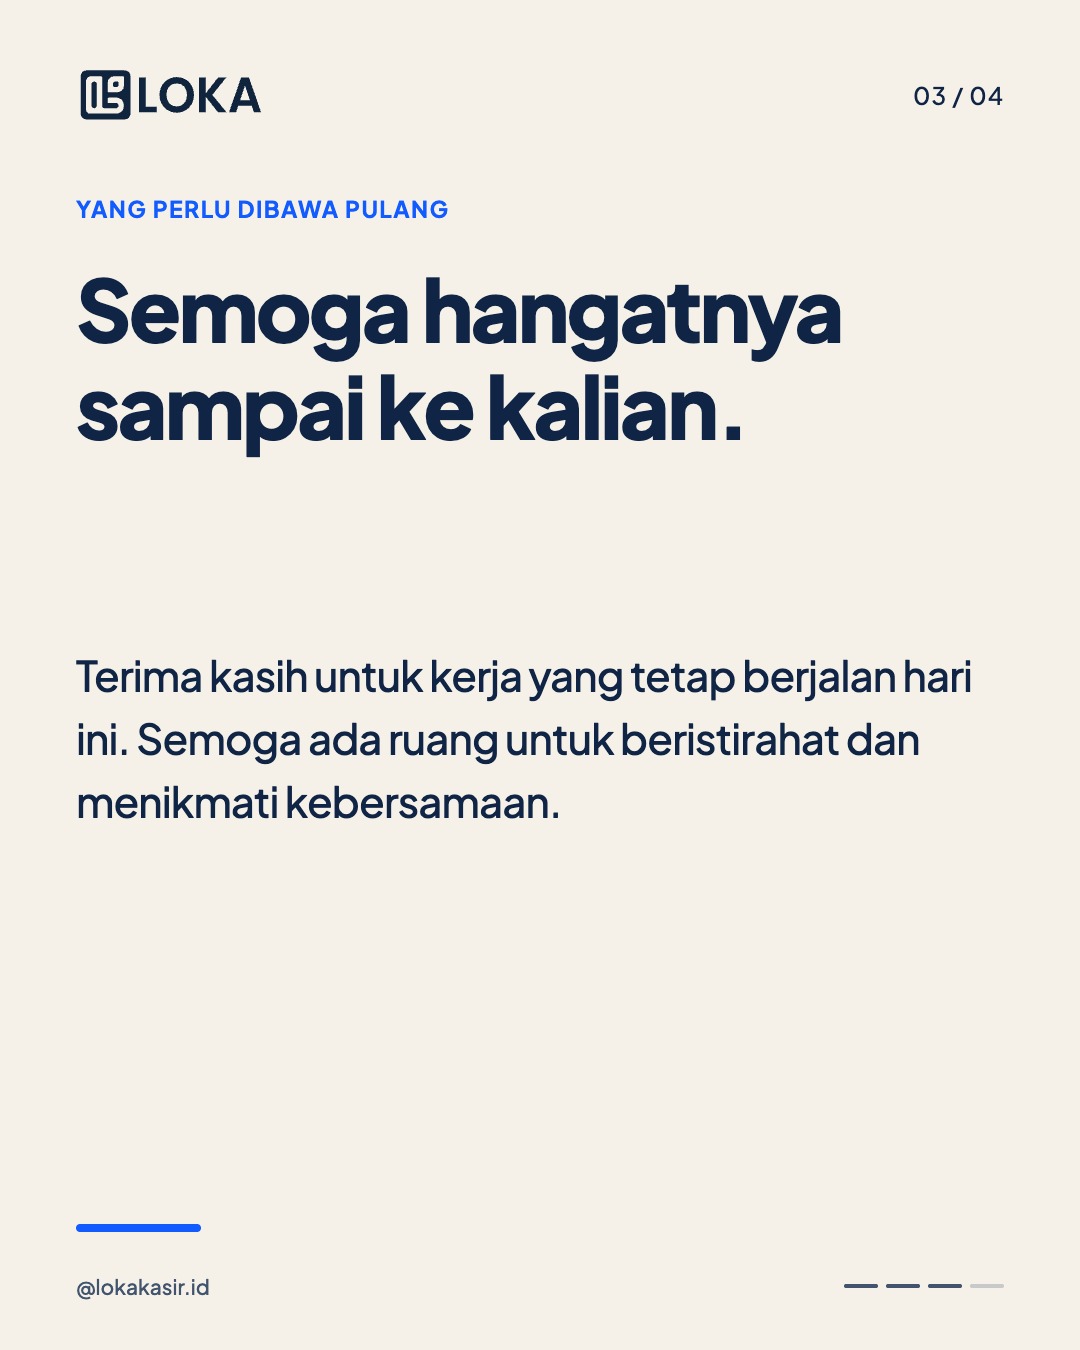 LOKA
03 / 04
YANG PERLU DIBAWA PULANG
Semoga hangatnya
sampai ke kalian.
Terima kasih untuk kerja yang tetap berjalan hari
ini. Semoga ada ruang untuk beristirahat dan
menikmati kebersamaan.
@lokakasir.id